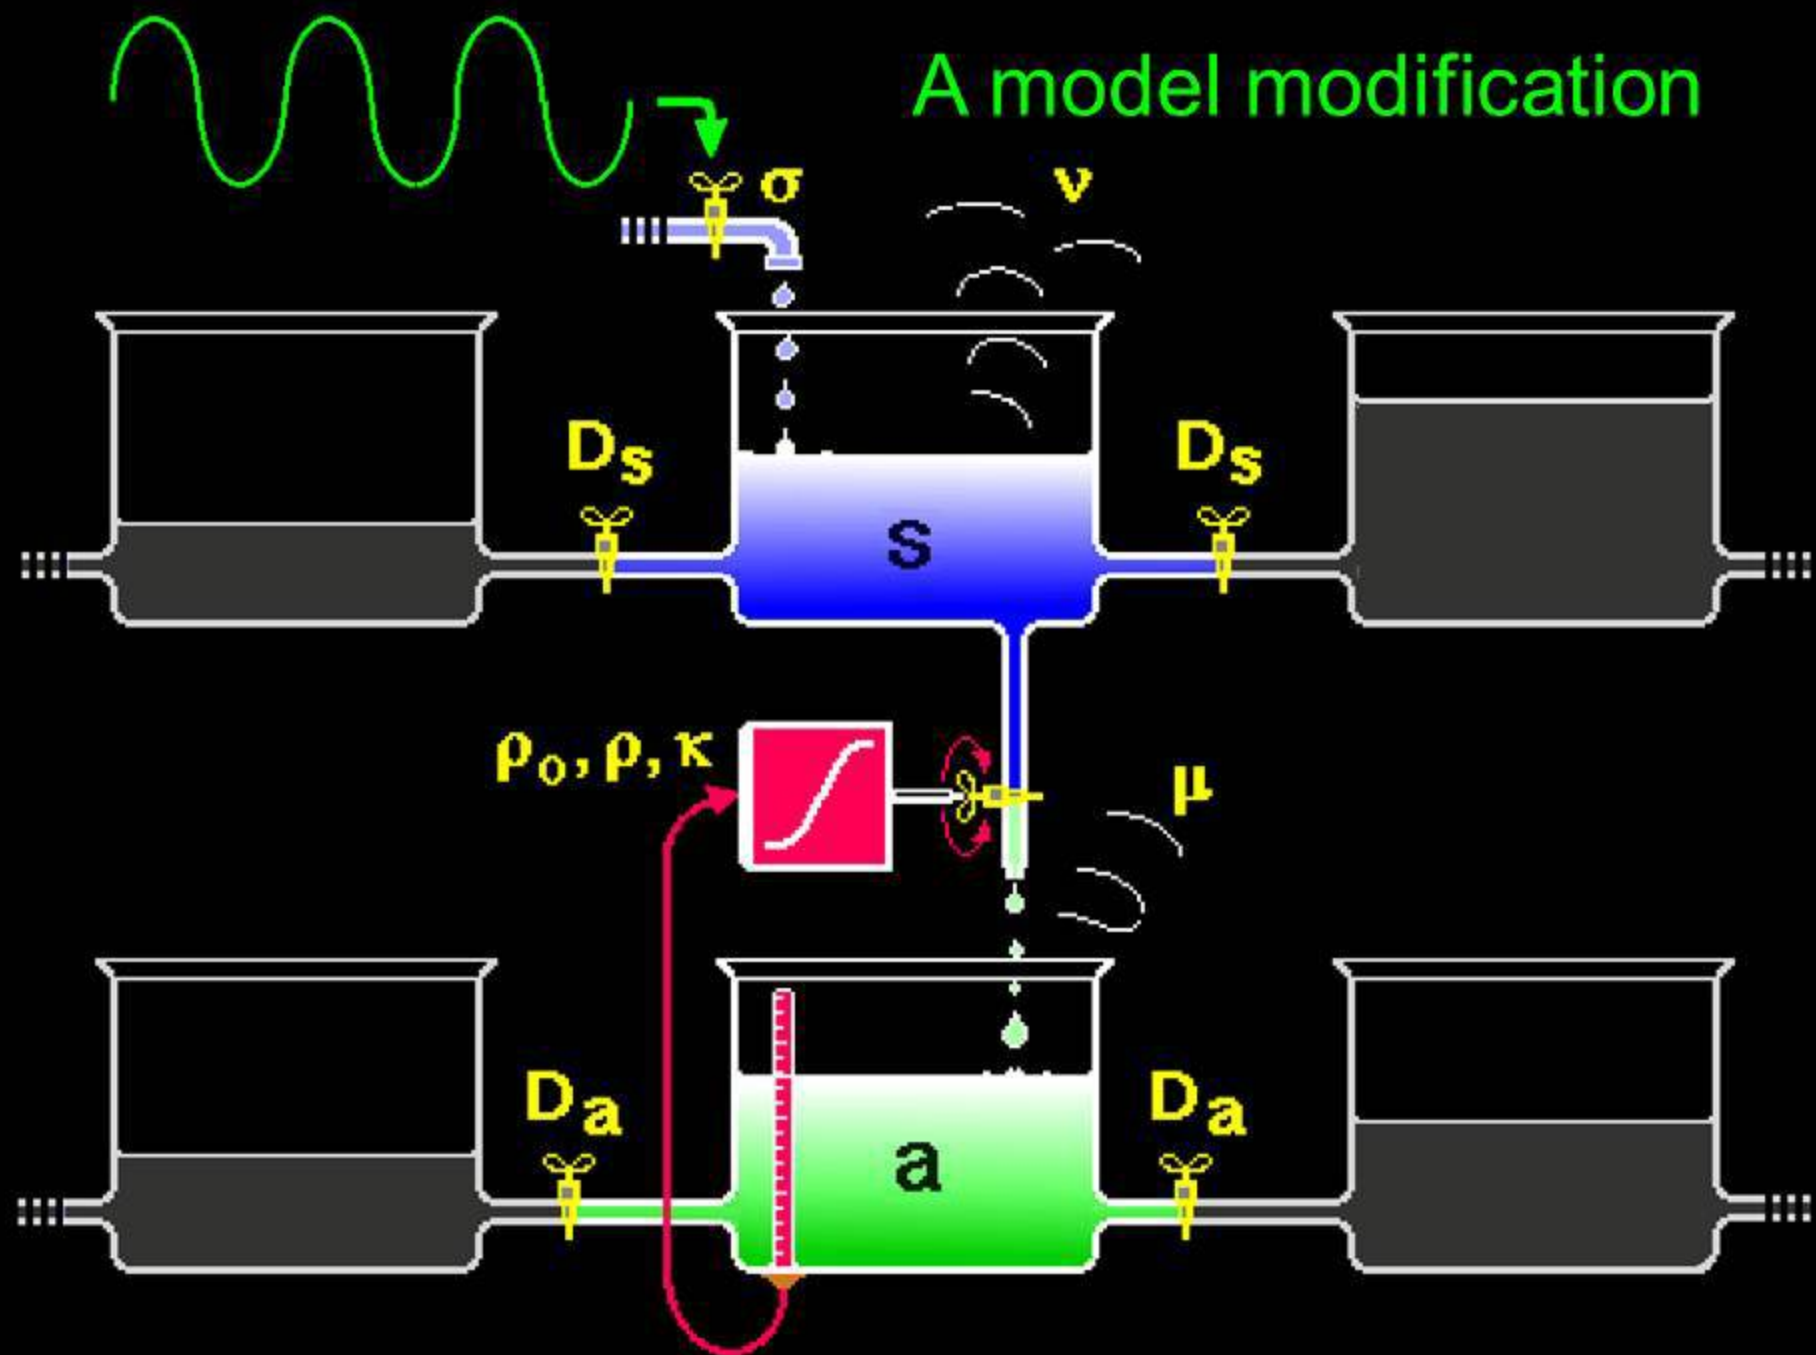 A model modification
σ
ν
Ds
Ds
s
ρ0, ρ, κ
μ
Da
Da
a